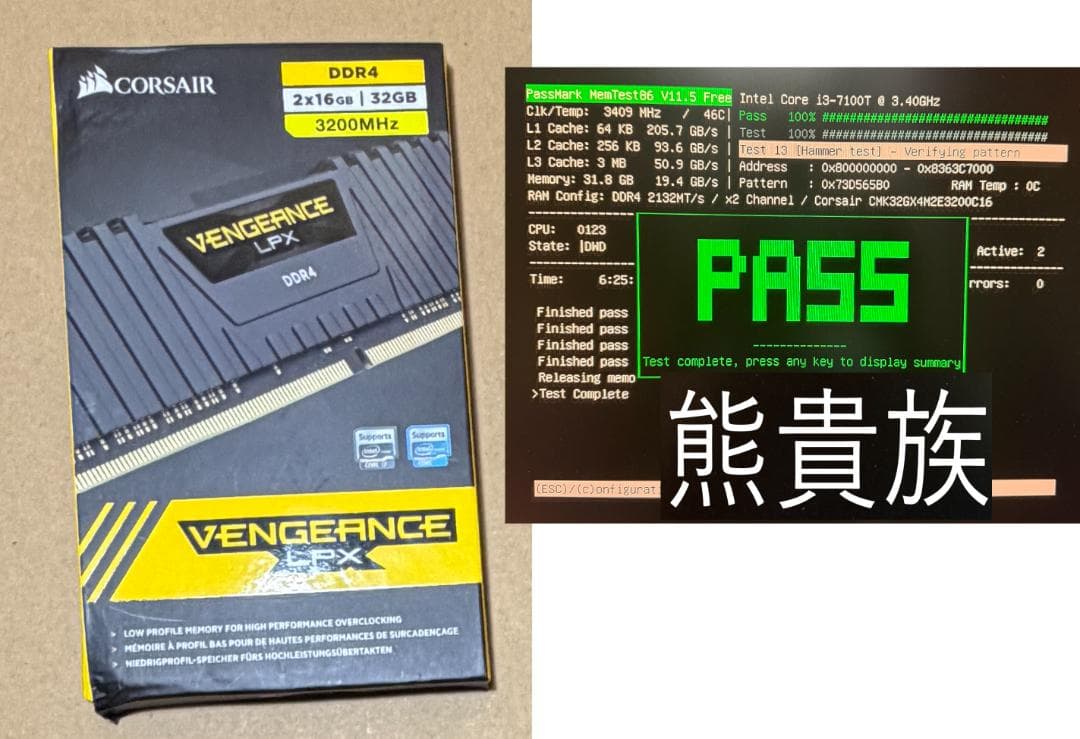 CORSAIR
DDR4
2x16GB | 32GB
3200MHz
VENGEANCE
LPX
DDR4
Supports
intel
CORE i7
Supports
intel
VENGEANCE
LPX
> LOW PROFILE MEMORY FOR HIGH PERFORMANCE OVERCLOCKING
> MÉMOIRE À PROFIL BAS POUR DE HAUTES PERFORMANCES DE SURCADENÇAGE
> NIEDRIGPROFIL-SPEICHER FÜRS HOCHLEISTUNGSÜBERTAKTEN
PassMark MemTest86 V11.5 Free Intel Core i3-7100T @ 3.40GHz
Clk/Temp: 3409 MHz / 46C| Pass 100% ##################################
L1 Cache: 64 KB 205.7 GB/s | Test 100% ##################################
L2 Cache: 256 KB 93.6 GB/s | Test 13 [Hammer test] - Verifying pattern
L3 Cache: 3 MB 50.9 GB/s | Address : 0x800000000 - 0x8363C7000
Memory: 31.8 GB 19.4 GB/s | Pattern : 0x73D565B0 RAM Temp : 0C
RAM Config: DDR4 2132MT/s / x2 Channel / Corsair CMK32GX4M2E3200C16
CPU: 0123
State: |DWD
Active: 2
Time: 6:25:
rrors: 0
PASS
Finished pass
Finished pass
Finished pass
Finished pass
Test complete, press any key to display summary
Releasing memo
>Test Complete
(ESC)/(c)onfigurat
熊貴族